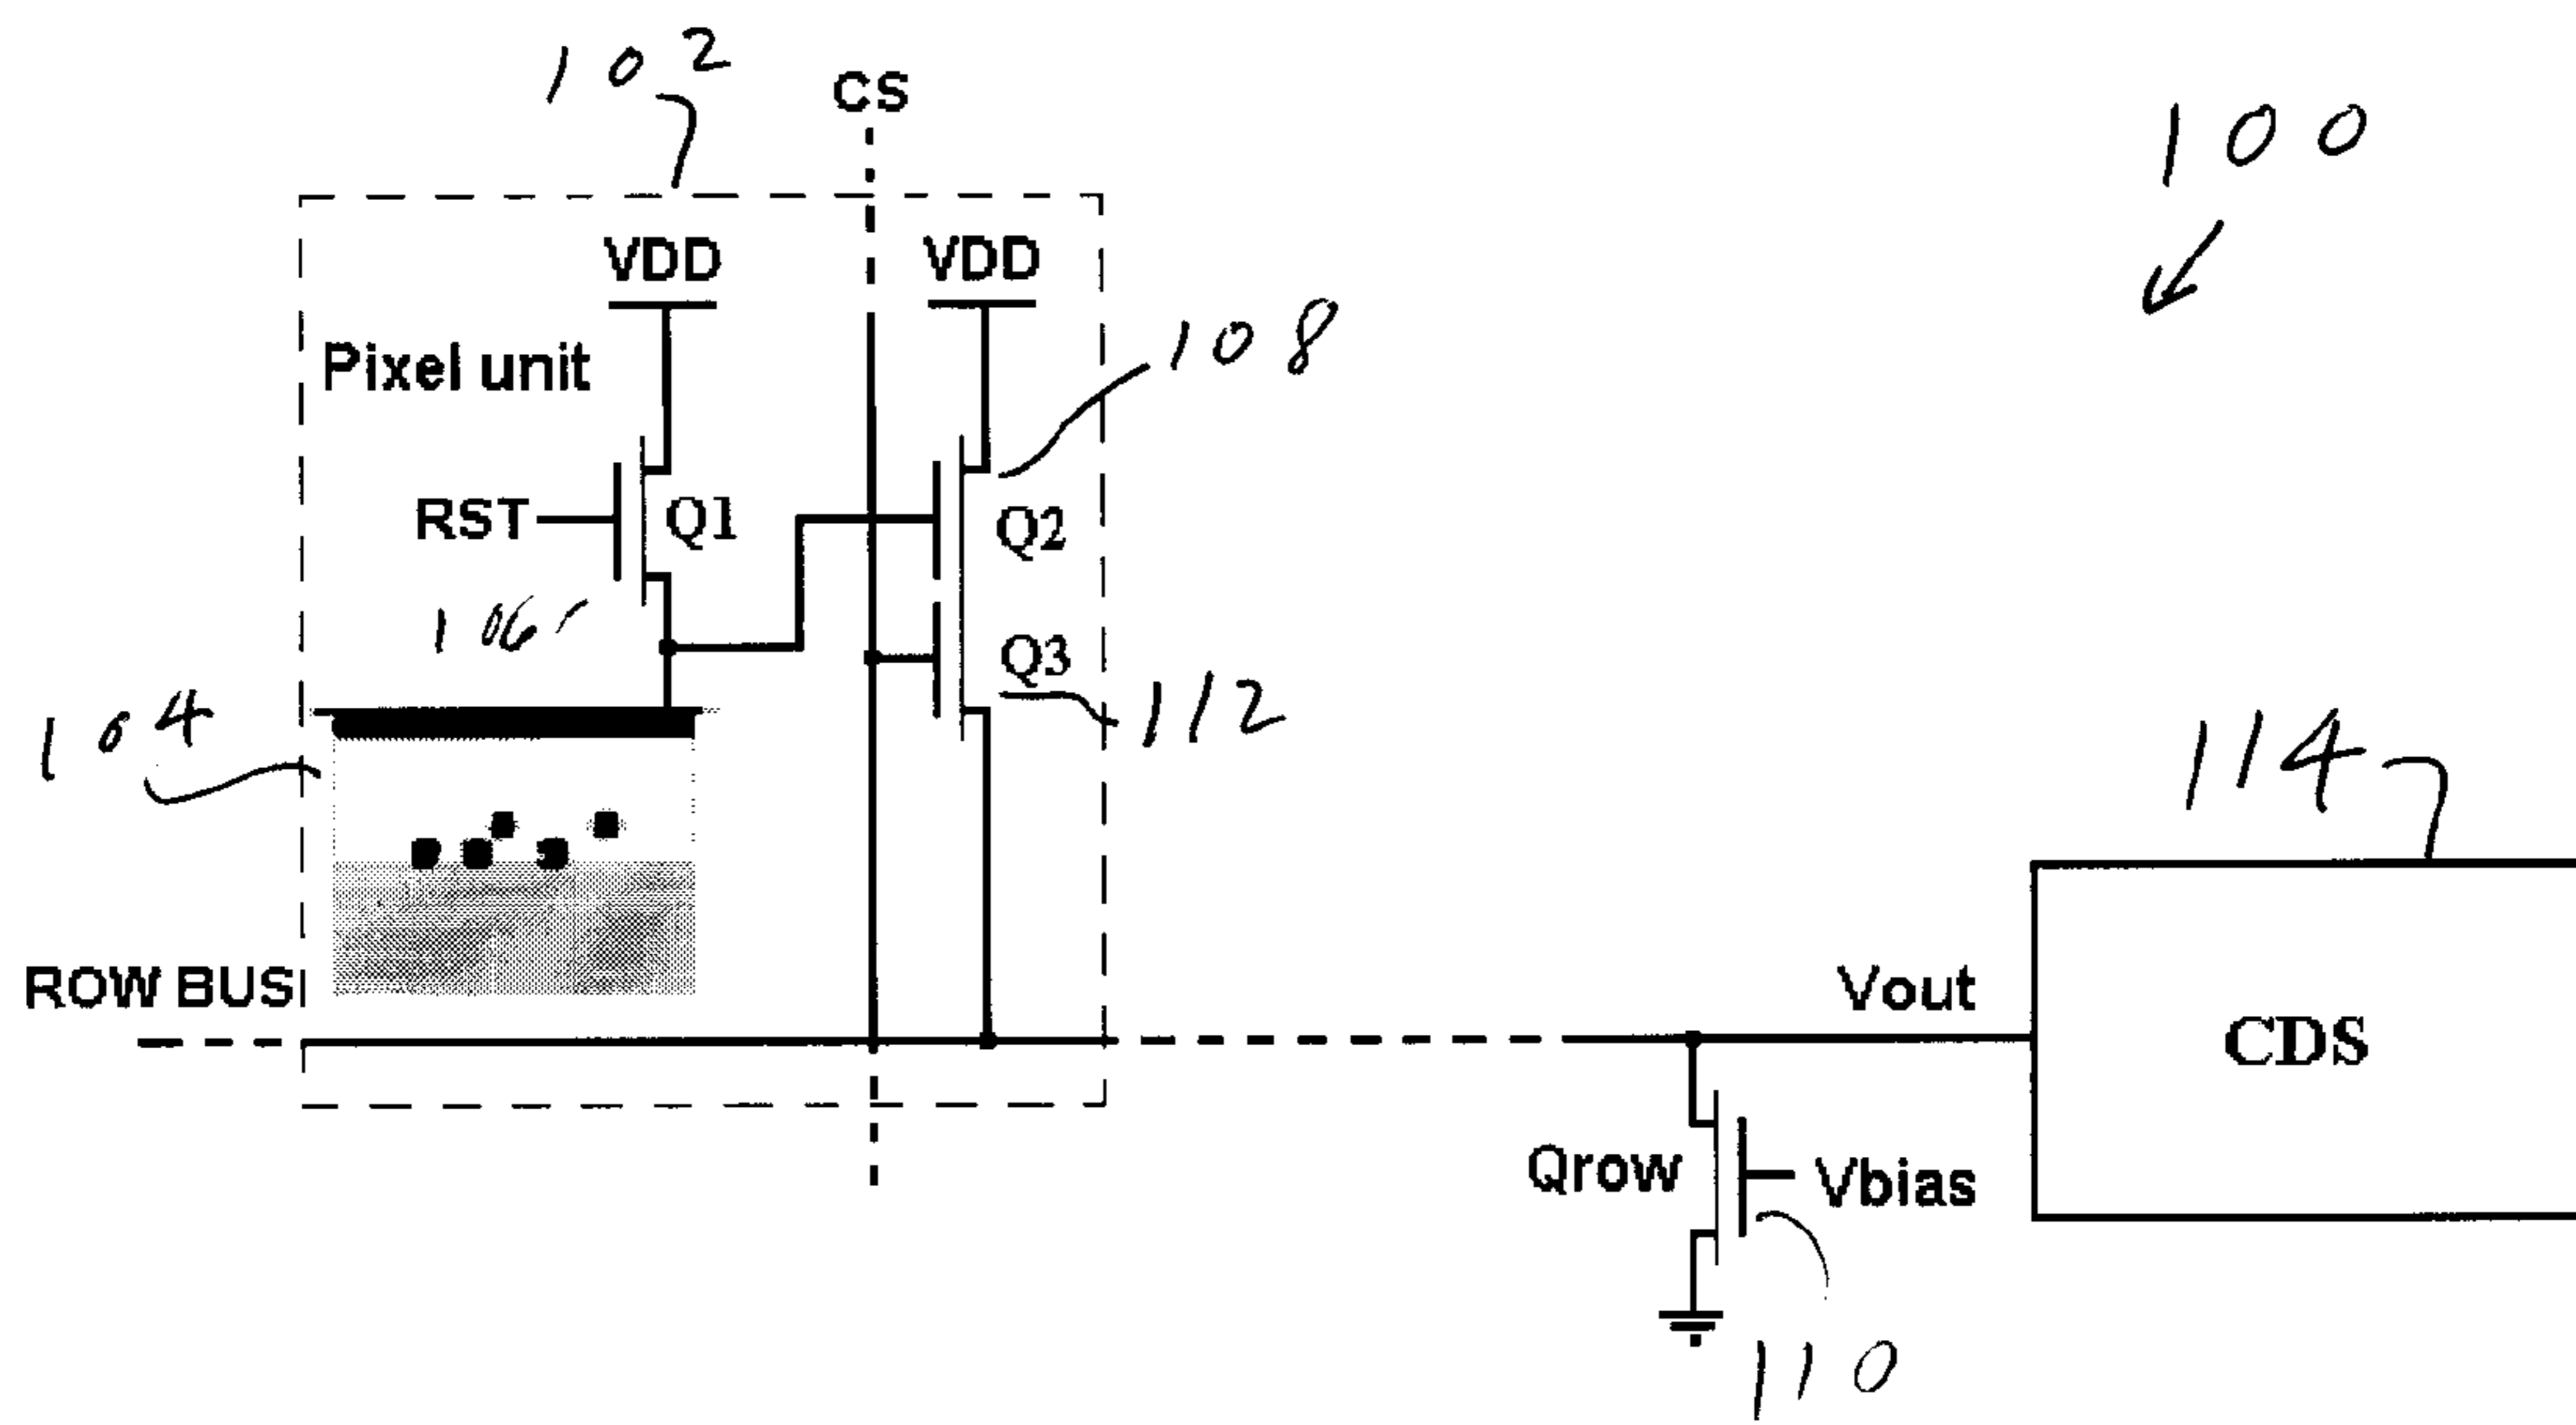 102
CS
100
VDD
VDD
Pixel unit
108
RST
Q1
Q2
106
Q3
104
112
114
ROW BUS
Vout
CDS
Qrow
Vbias
110